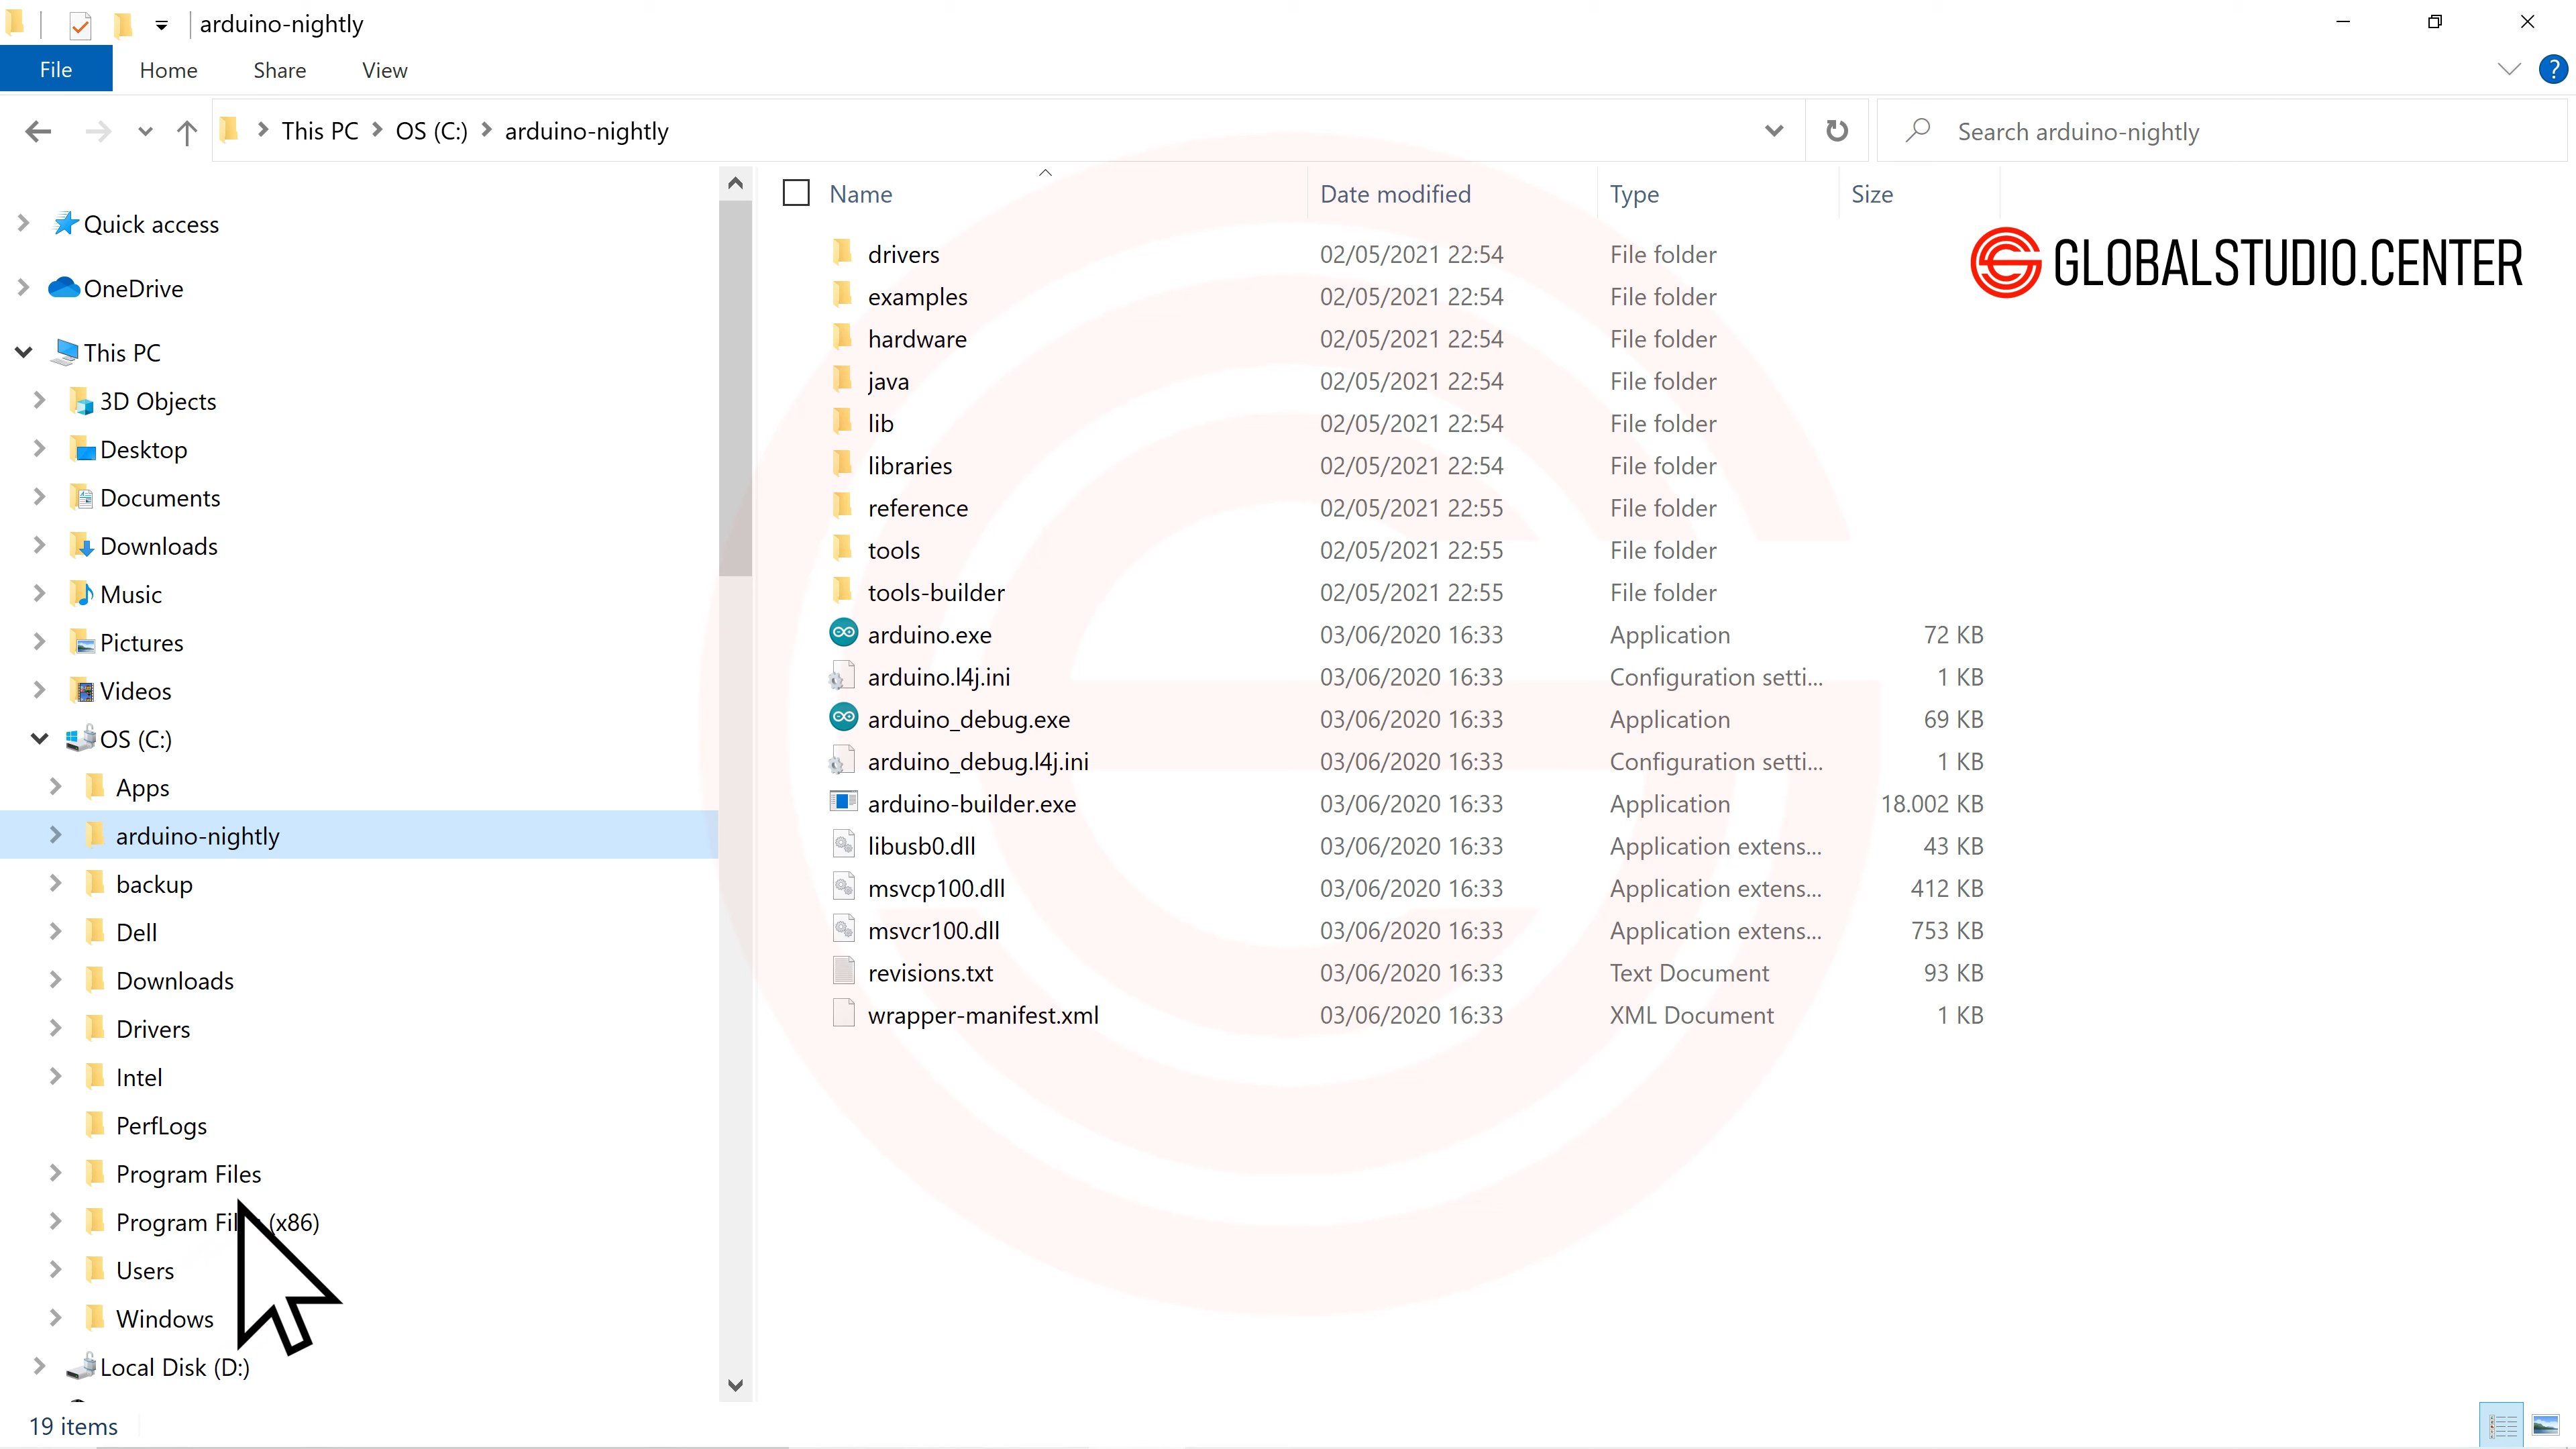 arduino-nightly
File Home Share View
This PC OS (C:) arduino-nightly
Search arduino-nightly
Quick access
OneDrive
This PC
3D Objects
Desktop
Documents
Downloads
Music
Pictures
Videos
OS (C:)
Apps
arduino-nightly
backup
Dell
Downloads
Drivers
Intel
PerfLogs
Program Files
Program Fil (x86)
Users
Windows
Local Disk (D:)
Name Date modified Type Size
GLOBALSTUDIO.CENTER
drivers 02/05/2021 22:54 File folder
examples 02/05/2021 22:54 File folder
hardware 02/05/2021 22:54 File folder
java 02/05/2021 22:54 File folder
lib 02/05/2021 22:54 File folder
libraries 02/05/2021 22:54 File folder
reference 02/05/2021 22:55 File folder
tools 02/05/2021 22:55 File folder
tools-builder 02/05/2021 22:55 File folder
arduino.exe 03/06/2020 16:33 Application 72 KB
arduino.l4j.ini 03/06/2020 16:33 Configuration setti... 1 KB
arduino_debug.exe 03/06/2020 16:33 Application 69 KB
arduino_debug.l4j.ini 03/06/2020 16:33 Configuration setti... 1 KB
arduino-builder.exe 03/06/2020 16:33 Application 18.002 KB
libusb0.dll 03/06/2020 16:33 Application extens... 43 KB
msvcp100.dll 03/06/2020 16:33 Application extens... 412 KB
msvcr100.dll 03/06/2020 16:33 Application extens... 753 KB
revisions.txt 03/06/2020 16:33 Text Document 93 KB
wrapper-manifest.xml 03/06/2020 16:33 XML Document 1 KB
19 items